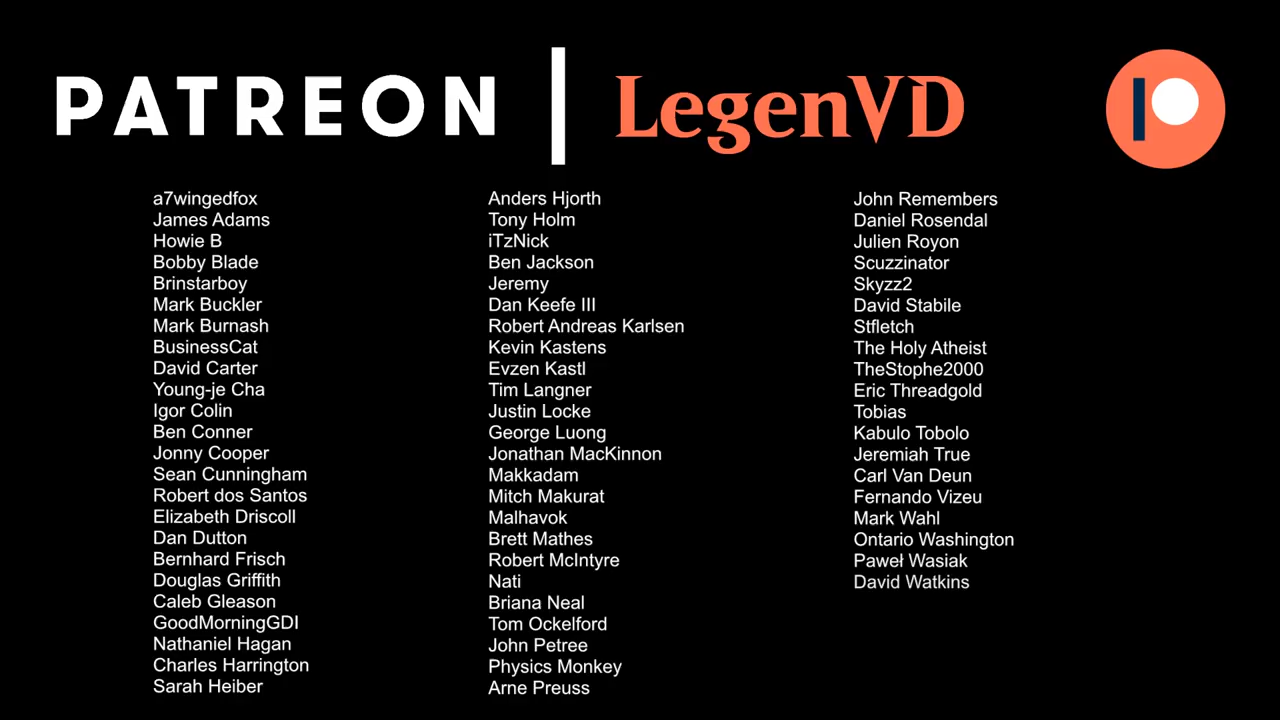 PATREON | LegenVD
a7wingedfox
James Adams
Howie B
Bobby Blade
Brinstarboy
Mark Buckler
Mark Burnash
BusinessCat
David Carter
Young-je Cha
Igor Colin
Ben Conner
Jonny Cooper
Sean Cunningham
Robert dos Santos
Elizabeth Driscoll
Dan Dutton
Bernhard Frisch
Douglas Griffith
Caleb Gleason
GoodMorningGDI
Nathaniel Hagan
Charles Harrington
Sarah Heiber
Anders Hjorth
Tony Holm
iTzNick
Ben Jackson
Jeremy
Dan Keefe III
Robert Andreas Karlsen
Kevin Kastens
Evzen Kastl
Tim Langner
Justin Locke
George Luong
Jonathan MacKinnon
Makkadam
Mitch Makurat
Malhavok
Brett Mathes
Robert McIntyre
Nati
Briana Neal
Tom Ockelford
John Petree
Physics Monkey
Arne Preuss
John Remembers
Daniel Rosendal
Julien Royon
Scuzzinator
Skyzz2
David Stabile
Stfletch
The Holy Atheist
TheStophe2000
Eric Threadgold
Tobias
Kabulo Tobolo
Jeremiah True
Carl Van Deun
Fernando Vizeu
Mark Wahl
Ontario Washington
Paweł Wasiak
David Watkins